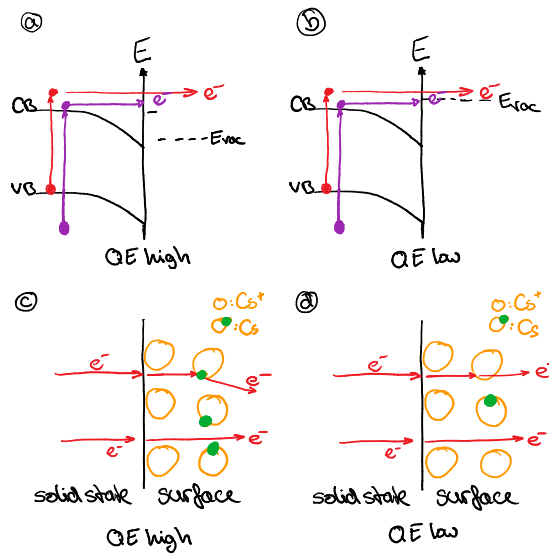 a
E
CB
e⁻
e⁻
Evac
VB
QE high
b
E
CB
e⁻
e⁻
Evac
VB
QE low
c
O:Cs⁺
O:Cs
e⁻
e⁻
e⁻
e⁻
solid state surface
QE high
d
O:Cs⁺
O:Cs
e⁻
e⁻
e⁻
e⁻
solid state surface
QE low